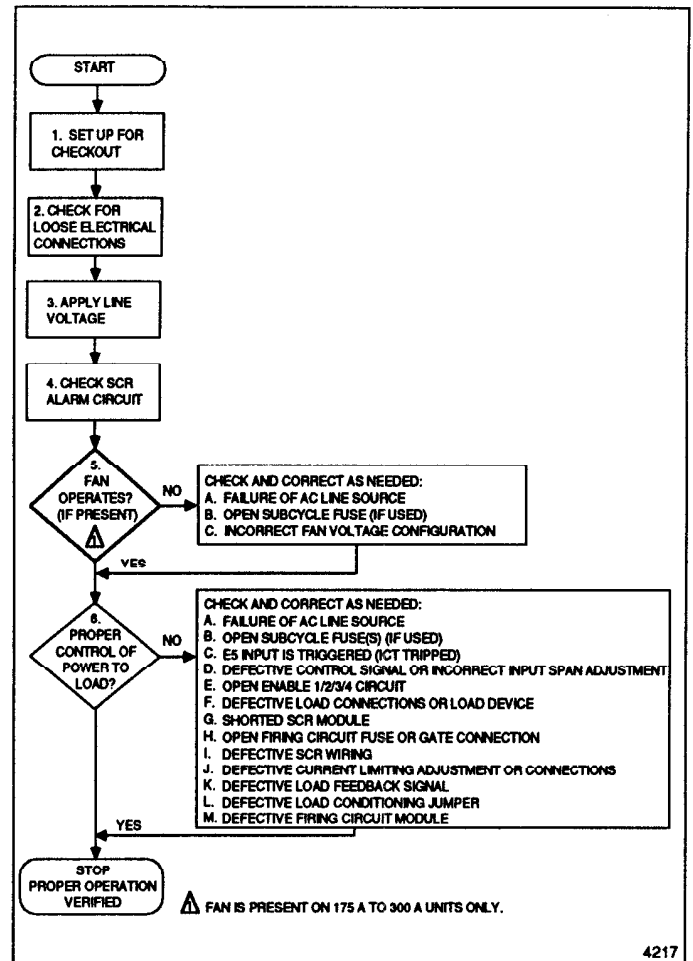 START
1. SET UP FOR
CHECKOUT
2. CHECK FOR
LOOSE ELECTRICAL
CONNECTIONS
3. APPLY LINE
VOLTAGE
4. CHECK SCR
ALARM CIRCUIT
5.
FAN
OPERATES?
(IF PRESENT)
1
NO
CHECK AND CORRECT AS NEEDED:
A. FAILURE OF AC LINE SOURCE
B. OPEN SUBCYCLE FUSE (IF USED)
C. INCORRECT FAN VOLTAGE CONFIGURATION
YES
6.
PROPER
CONTROL OF
POWER TO
LOAD?
NO
CHECK AND CORRECT AS NEEDED:
A. FAILURE OF AC LINE SOURCE
B. OPEN SUBCYCLE FUSE(S) (IF USED)
C. E5 INPUT IS TRIGGERED (ICT TRIPPED)
D. DEFECTIVE CONTROL SIGNAL OR INCORRECT INPUT SPAN ADJUSTMENT
E. OPEN ENABLE 1/2/3/4 CIRCUIT
F. DEFECTIVE LOAD CONNECTIONS OR LOAD DEVICE
G. SHORTED SCR MODULE
H. OPEN FIRING CIRCUIT FUSE OR GATE CONNECTION
I. DEFECTIVE SCR WIRING
J. DEFECTIVE CURRENT LIMITING ADJUSTMENT OR CONNECTIONS
K. DEFECTIVE LOAD FEEDBACK SIGNAL
L. DEFECTIVE LOAD CONDITIONING JUMPER
M. DEFECTIVE FIRING CIRCUIT MODULE
YES
STOP
PROPER OPERATION
VERIFIED
1 FAN IS PRESENT ON 175 A TO 300 A UNITS ONLY.
4217